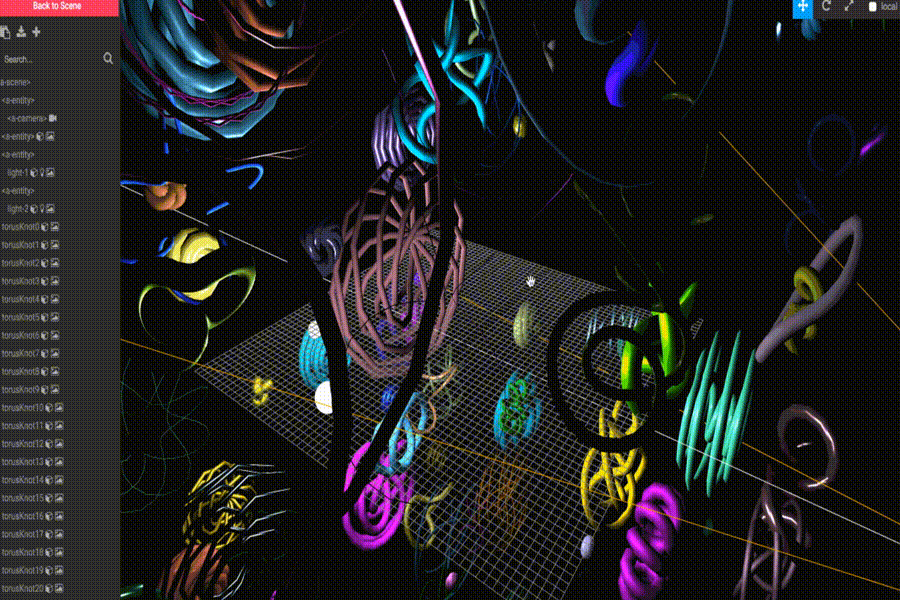 Back to Scene
local
Search...
a-scene>
<a-entity>
<a-camera>
<a-entity>
<a-entity>
light-1
<a-entity>
light-2
torusKnot0
torusKnot1
torusKnot2
torusKnot3
torusKnot4
torusKnot5
torusKnot6
torusKnot7
torusKnot8
torusKnot9
torusKnot10
torusKnot11
torusKnot12
torusKnot13
torusKnot14
torusKnot15
torusKnot16
torusKnot17
torusKnot18
torusKnot19
torusKnot20